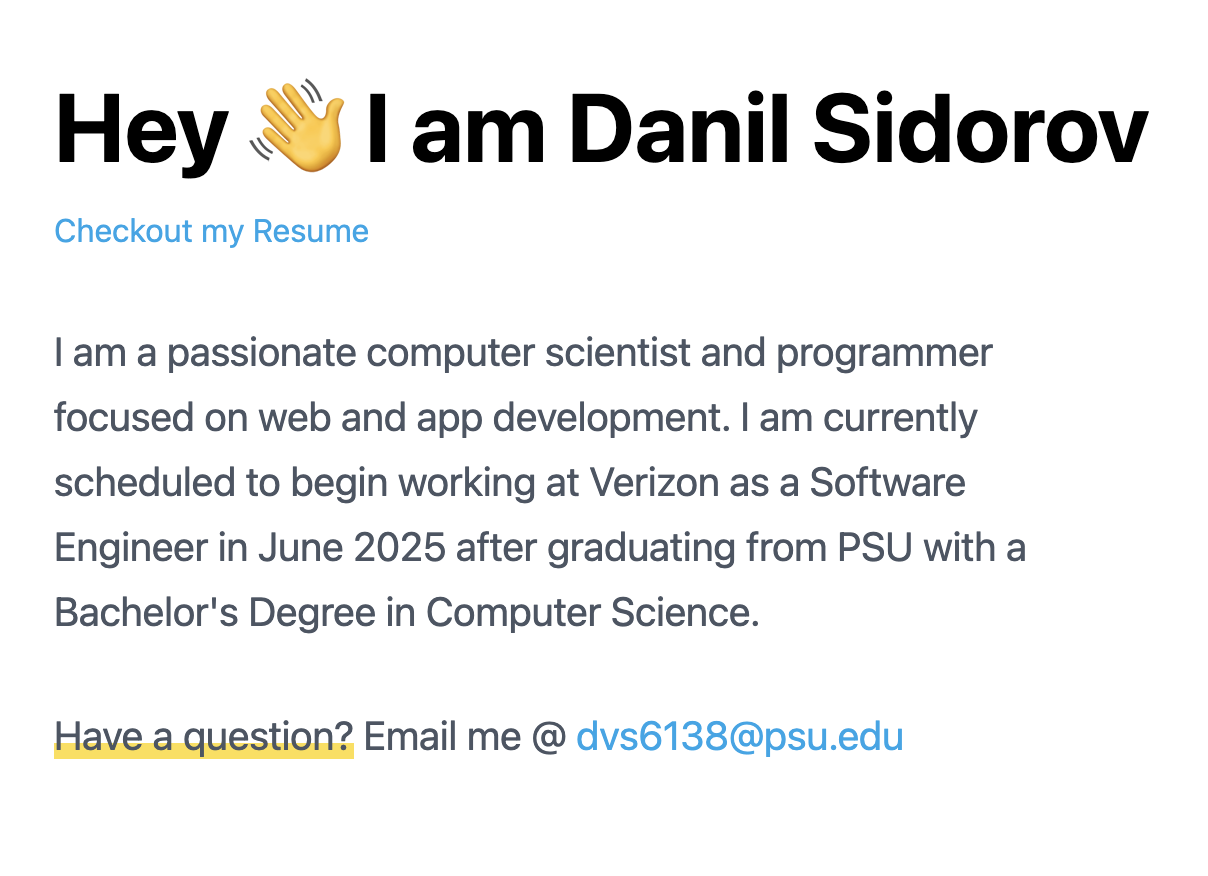 Hey 👋 I am Danil Sidorov
Checkout my Resume
I am a passionate computer scientist and programmer
focused on web and app development. I am currently
scheduled to begin working at Verizon as a Software
Engineer in June 2025 after graduating from PSU with a
Bachelor's Degree in Computer Science.
Have a question? Email me @ dvs6138@psu.edu